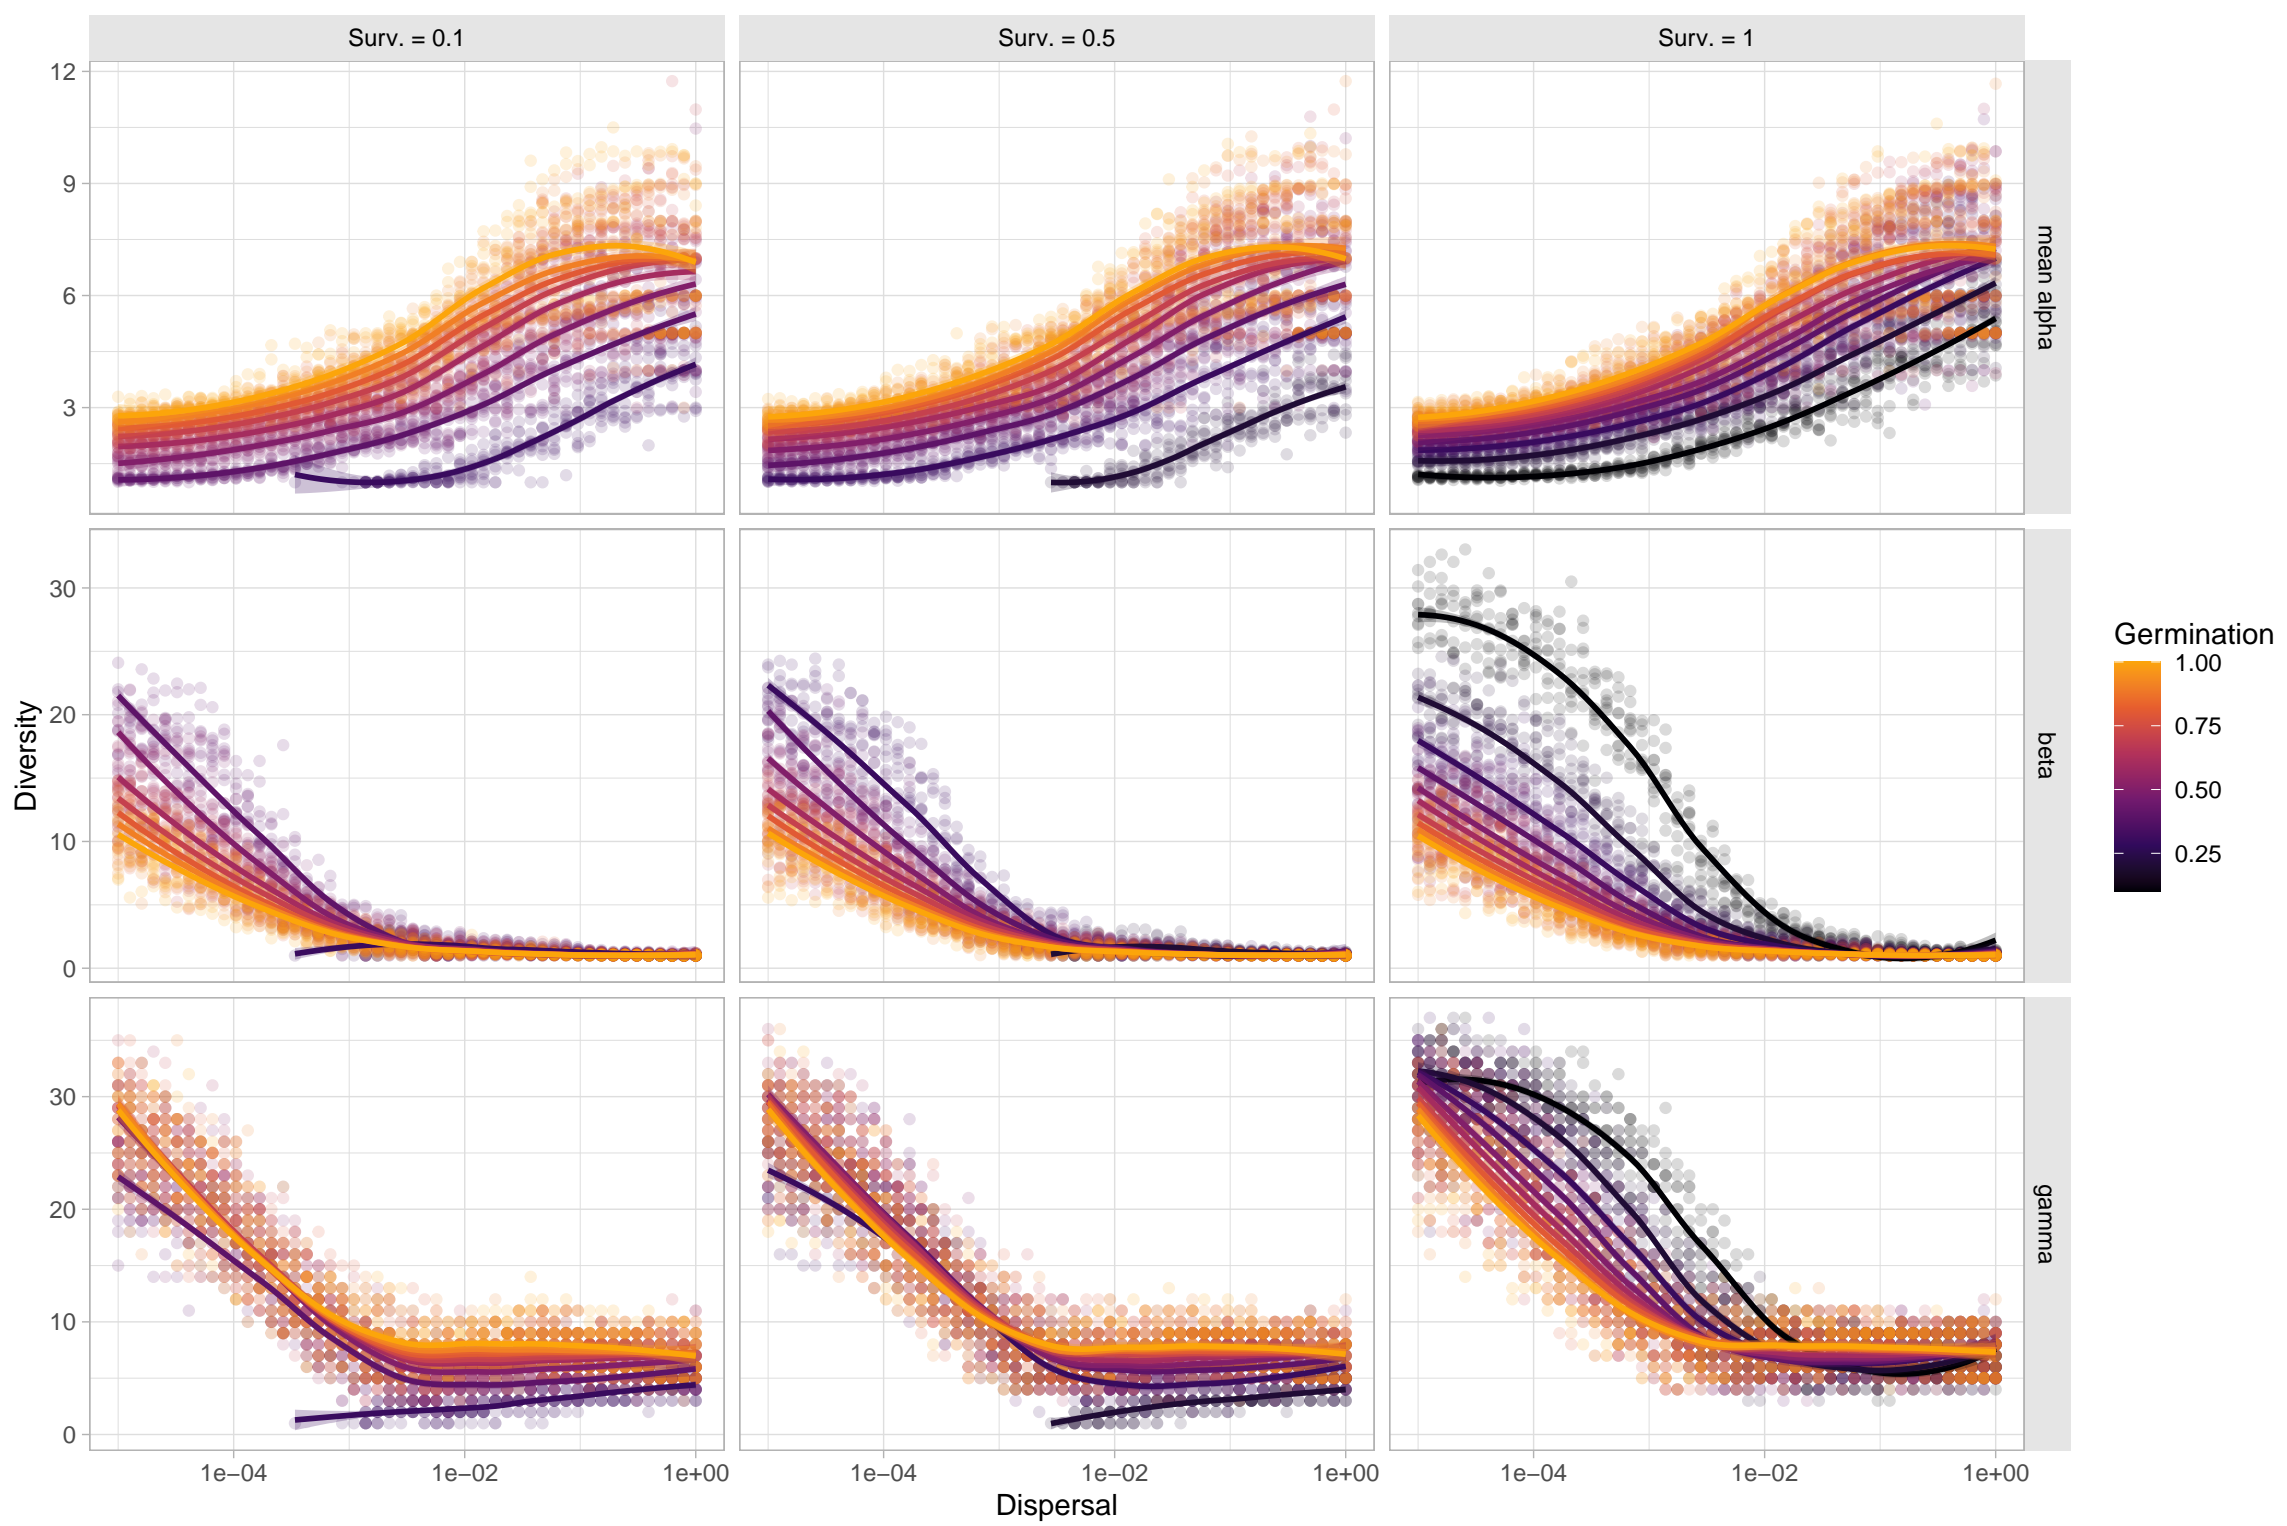 Surv. = 0.1
Surv. = 0.5
Surv. = 1
12
9
6
3
mean alpha
30
20
10
0
beta
Diversity
30
20
10
0
gamma
1e−04
1e−02
1e+00
1e−04
1e−02
1e+00
1e−04
1e−02
1e+00
Dispersal
Germination
1.00
0.75
0.50
0.25